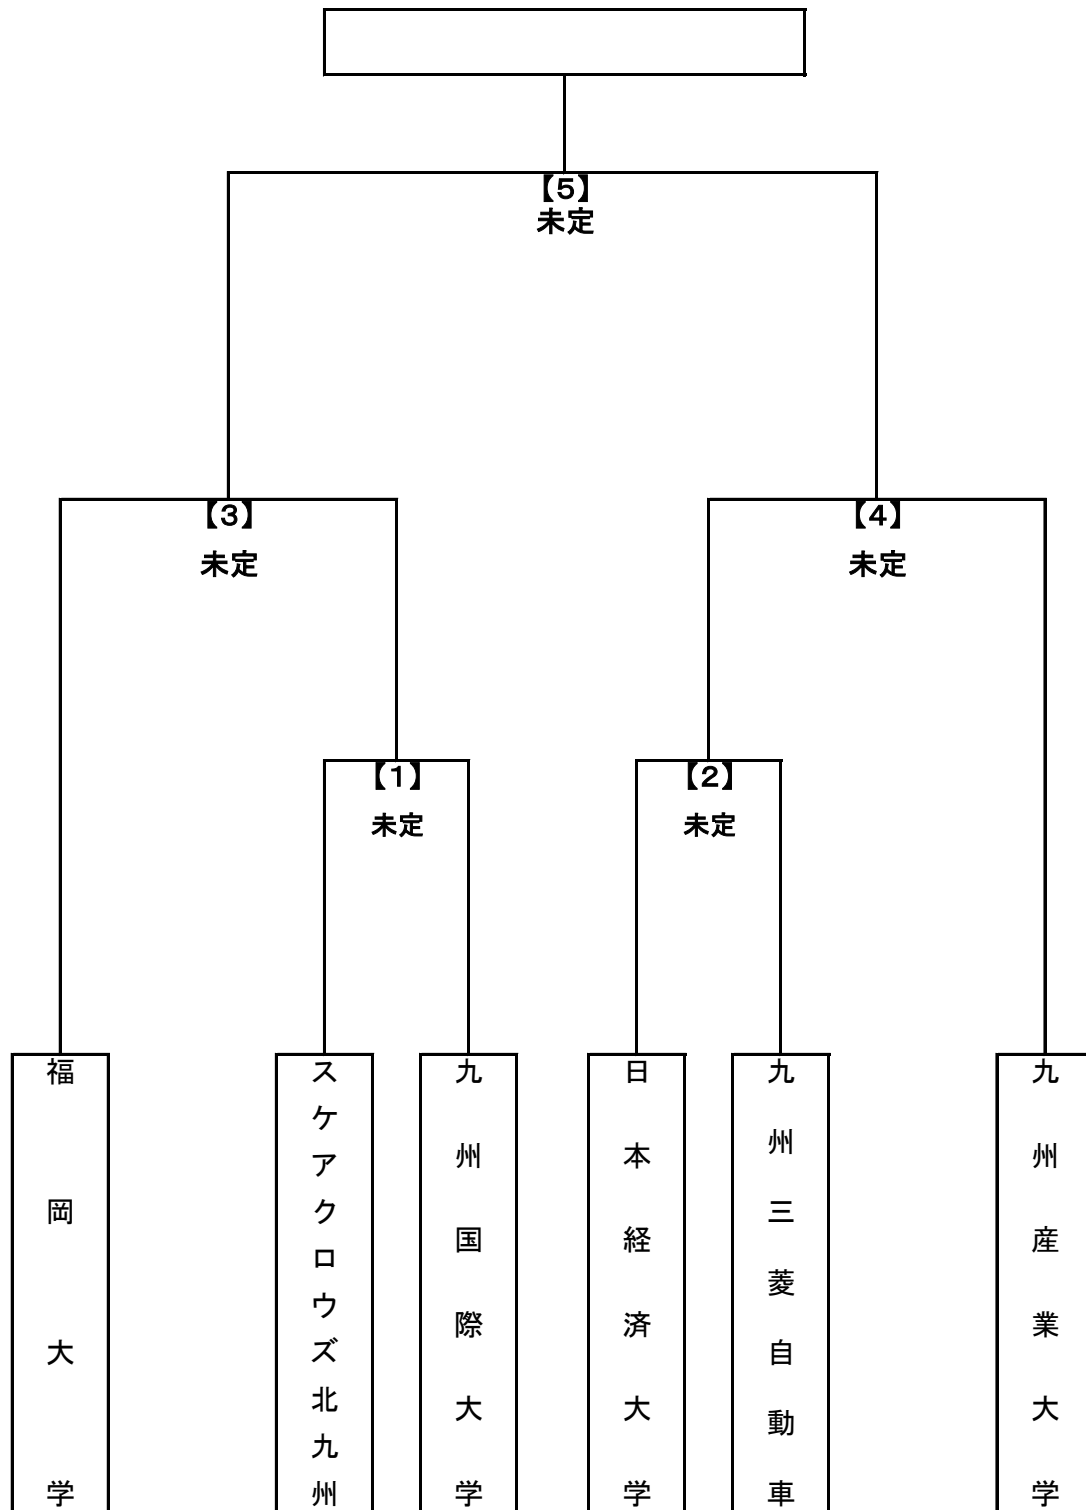 【5】
未定
【3】
未定
【4】
未定
【1】
未定
【2】
未定
福岡大学
スケアクロウズ北九州
九州国際大学
日本経済大学
九州三菱自動車
九州産業大学